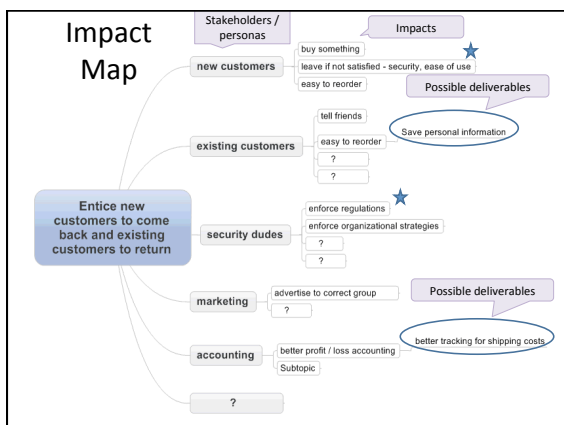 Impact
Map
Stakeholders /
personas
Impacts
new customers
buy something
leave if not satisfied - security, ease of use
easy to reorder
Possible deliverables
existing customers
tell friends
easy to reorder
Save personal information
?
?
Entice new
customers to come
back and existing
customers to return
security dudes
enforce regulations
enforce organizational strategies
?
?
marketing
advertise to correct group
?
Possible deliverables
accounting
better profit / loss accounting
better tracking for shipping costs
Subtopic
?